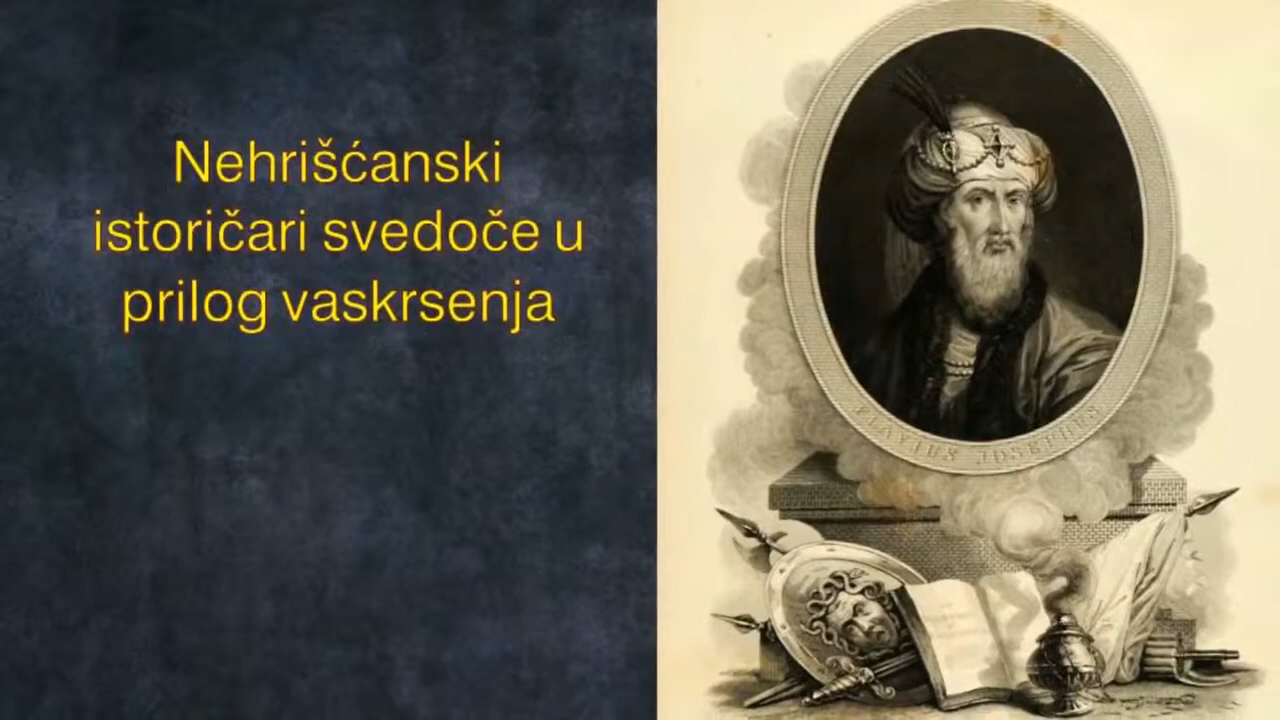 Nehrišćanski
istoričari svedoče u
prilog vaskrsenja
FLAVIUS JOSEPHUS